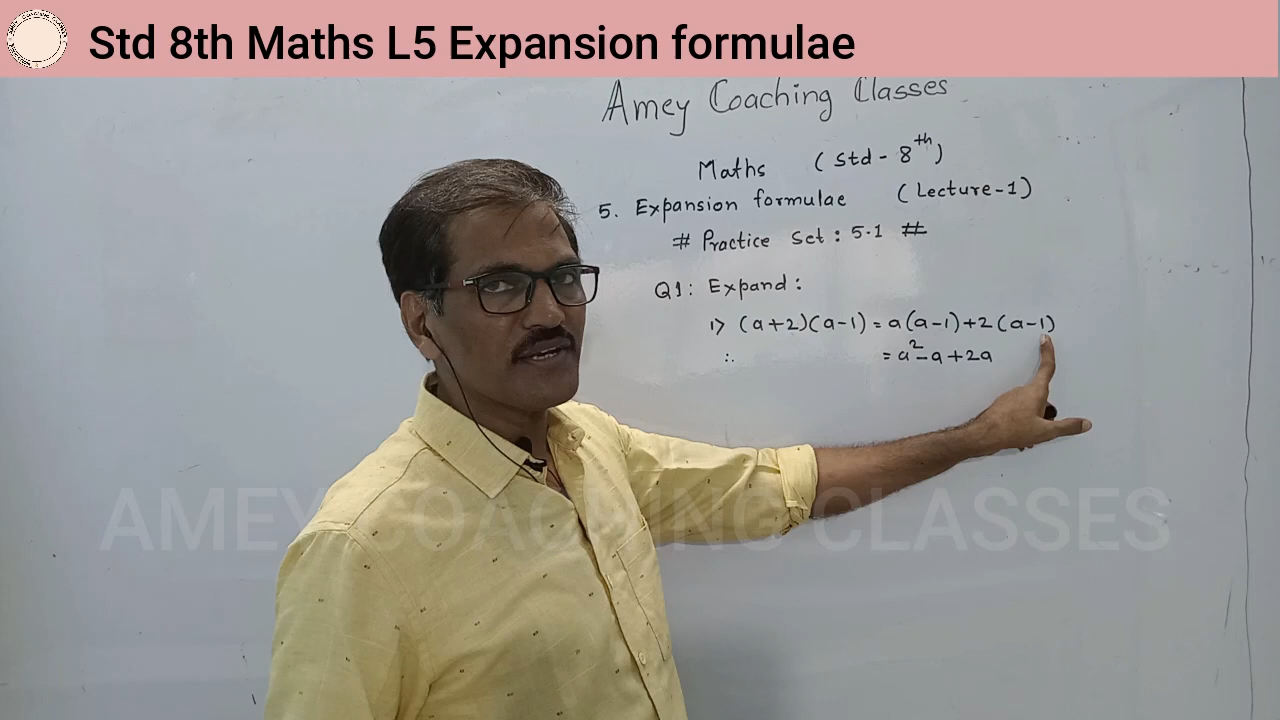 Std 8th Maths L5 Expansion formulae
Amey Coaching Classes
Maths (Std - 8th)
5. Expansion formulae (Lecture-1)
# Practice Set : 5.1 #
Q1: Expand :
1> (a+2)(a-1) = a(a-1)+2(a-1)
∴ = a²-a+2a
AMEY COACHING CLASSES